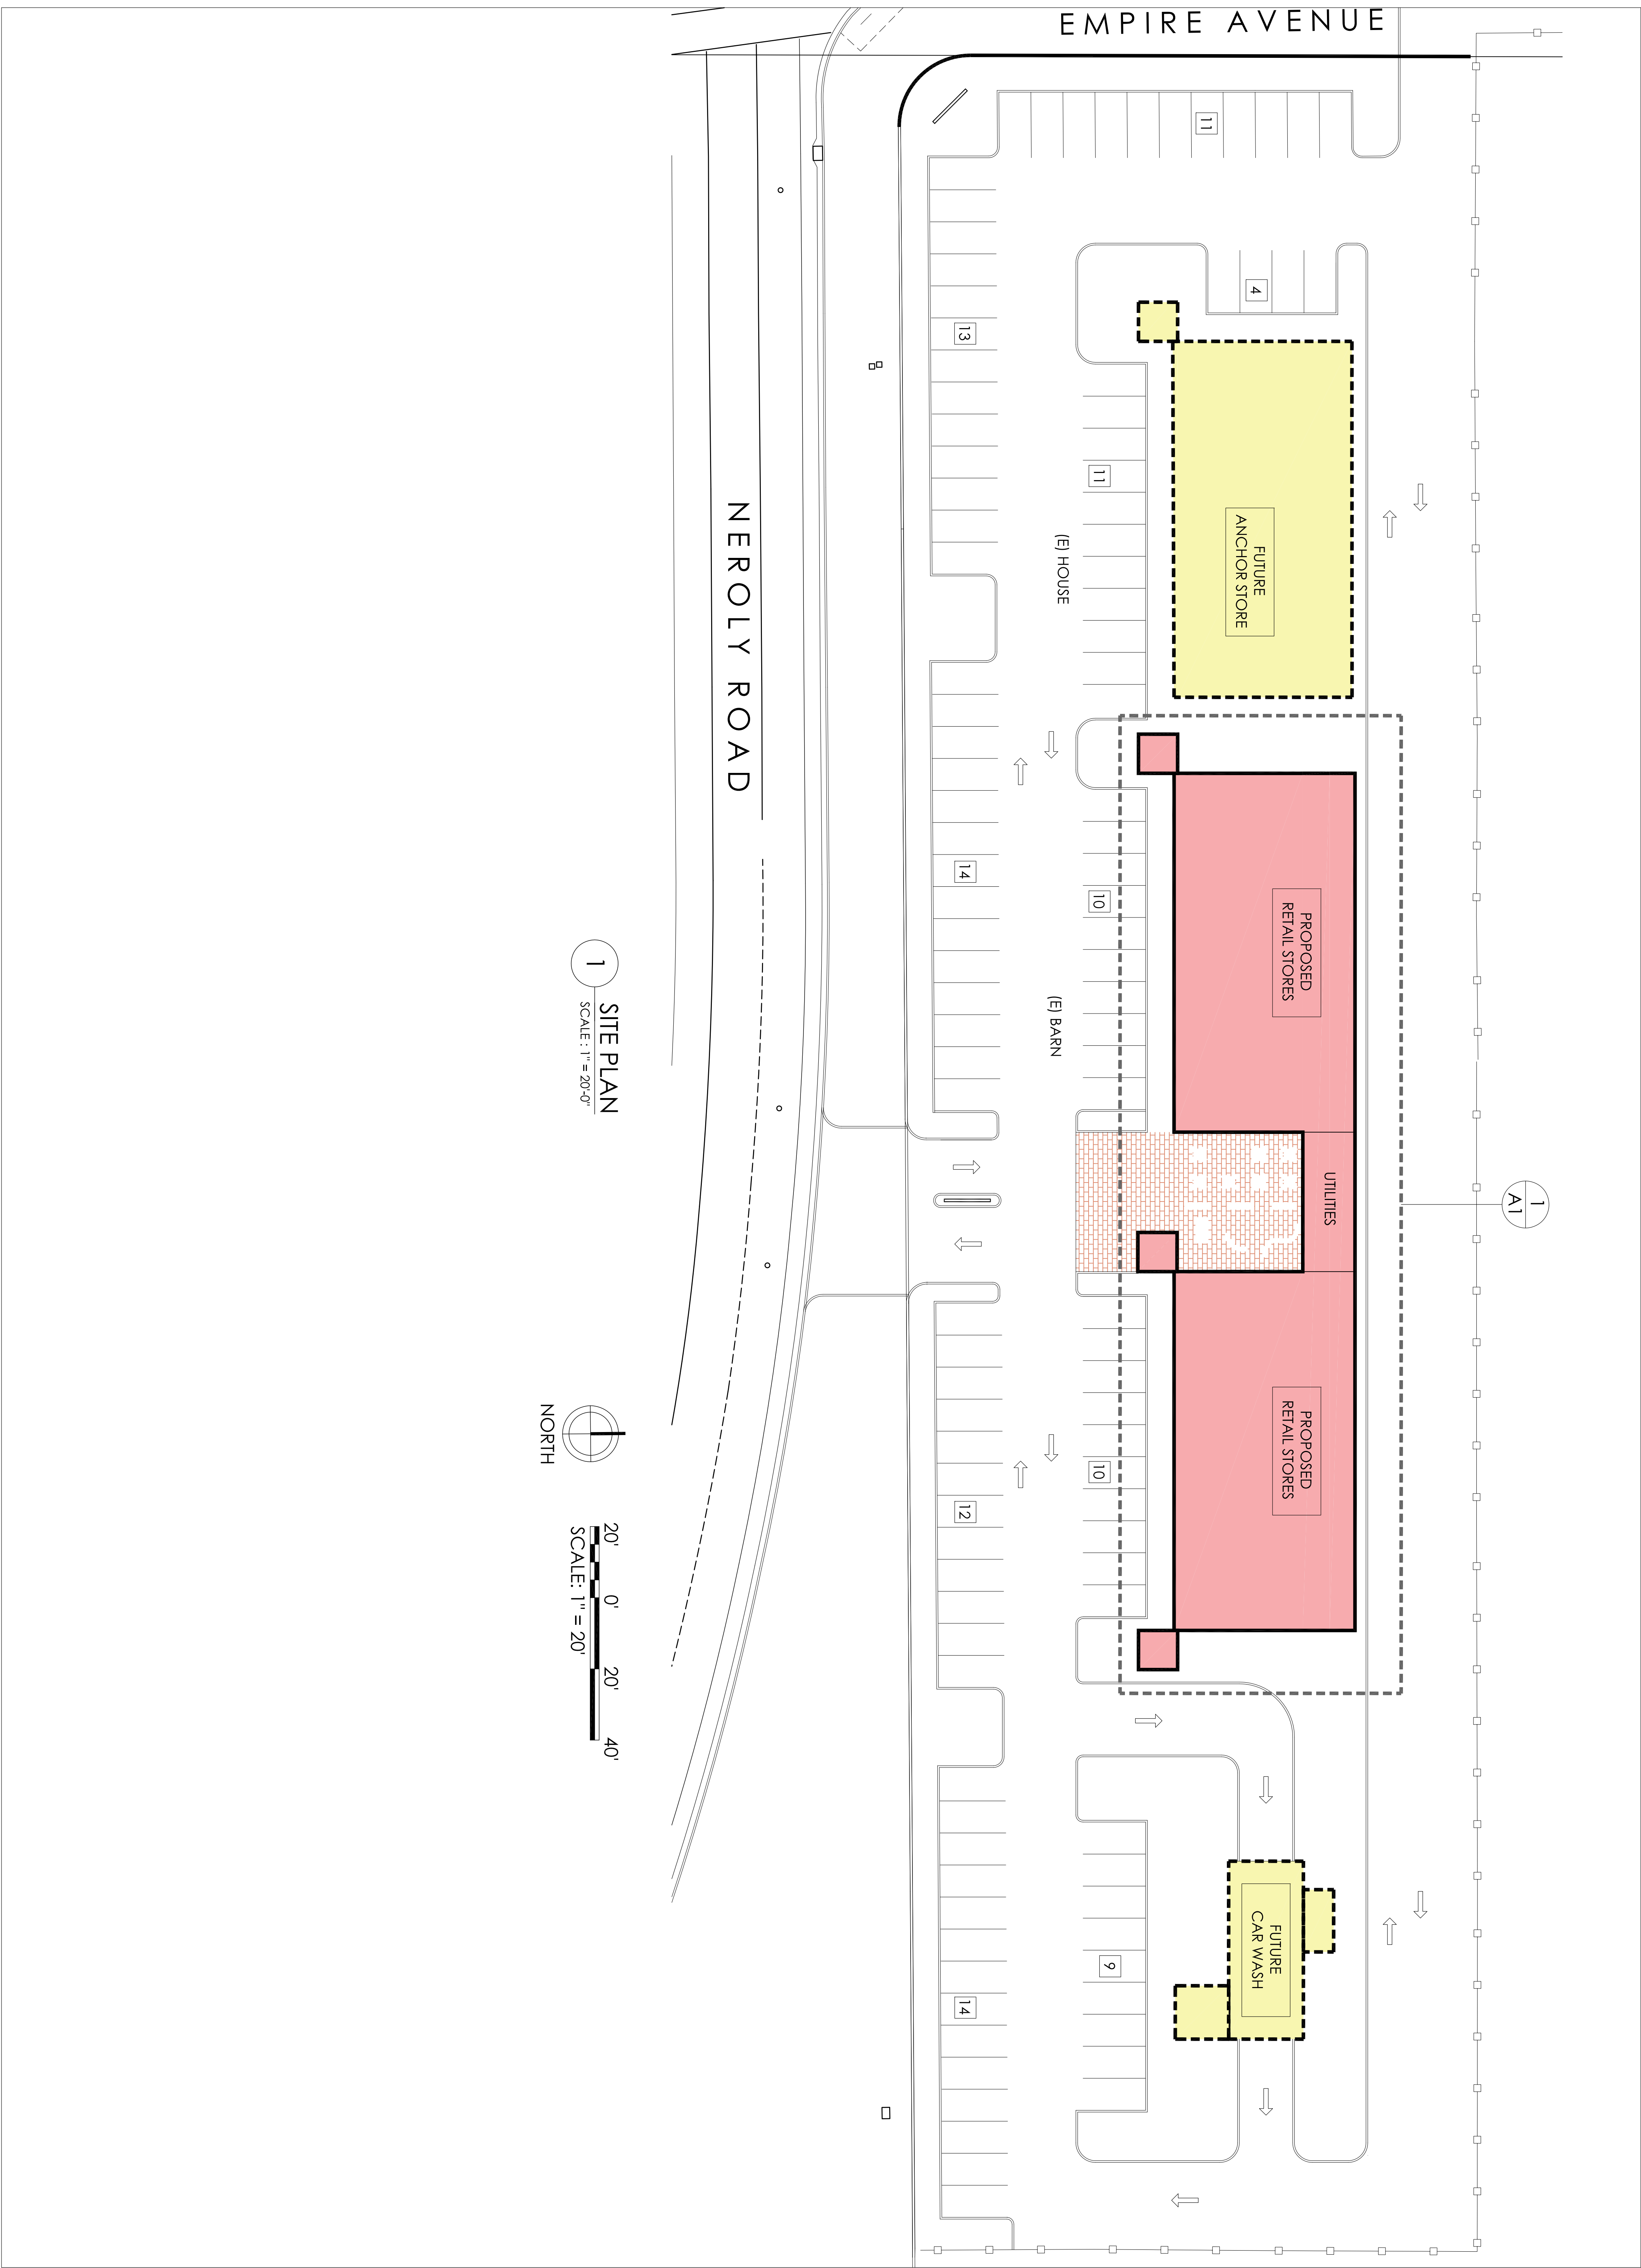 EMPIRE AVENUE
11
4
13
11
FUTURE
ANCHOR STORE
(E) HOUSE
NEROLY ROAD
14
10
PROPOSED
RETAIL STORES
(E) BARN
UTILITIES
1
A1
1
SITE PLAN
SCALE : 1" = 20'-0"
PROPOSED
RETAIL STORES
10
12
NORTH
20' 0' 20' 40'
SCALE: 1" = 20'
FUTURE
CAR WASH
9
14